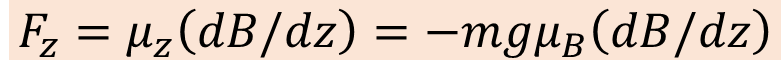 F_z = μ_z(dB/dz) = −mgμ_B(dB/dz)